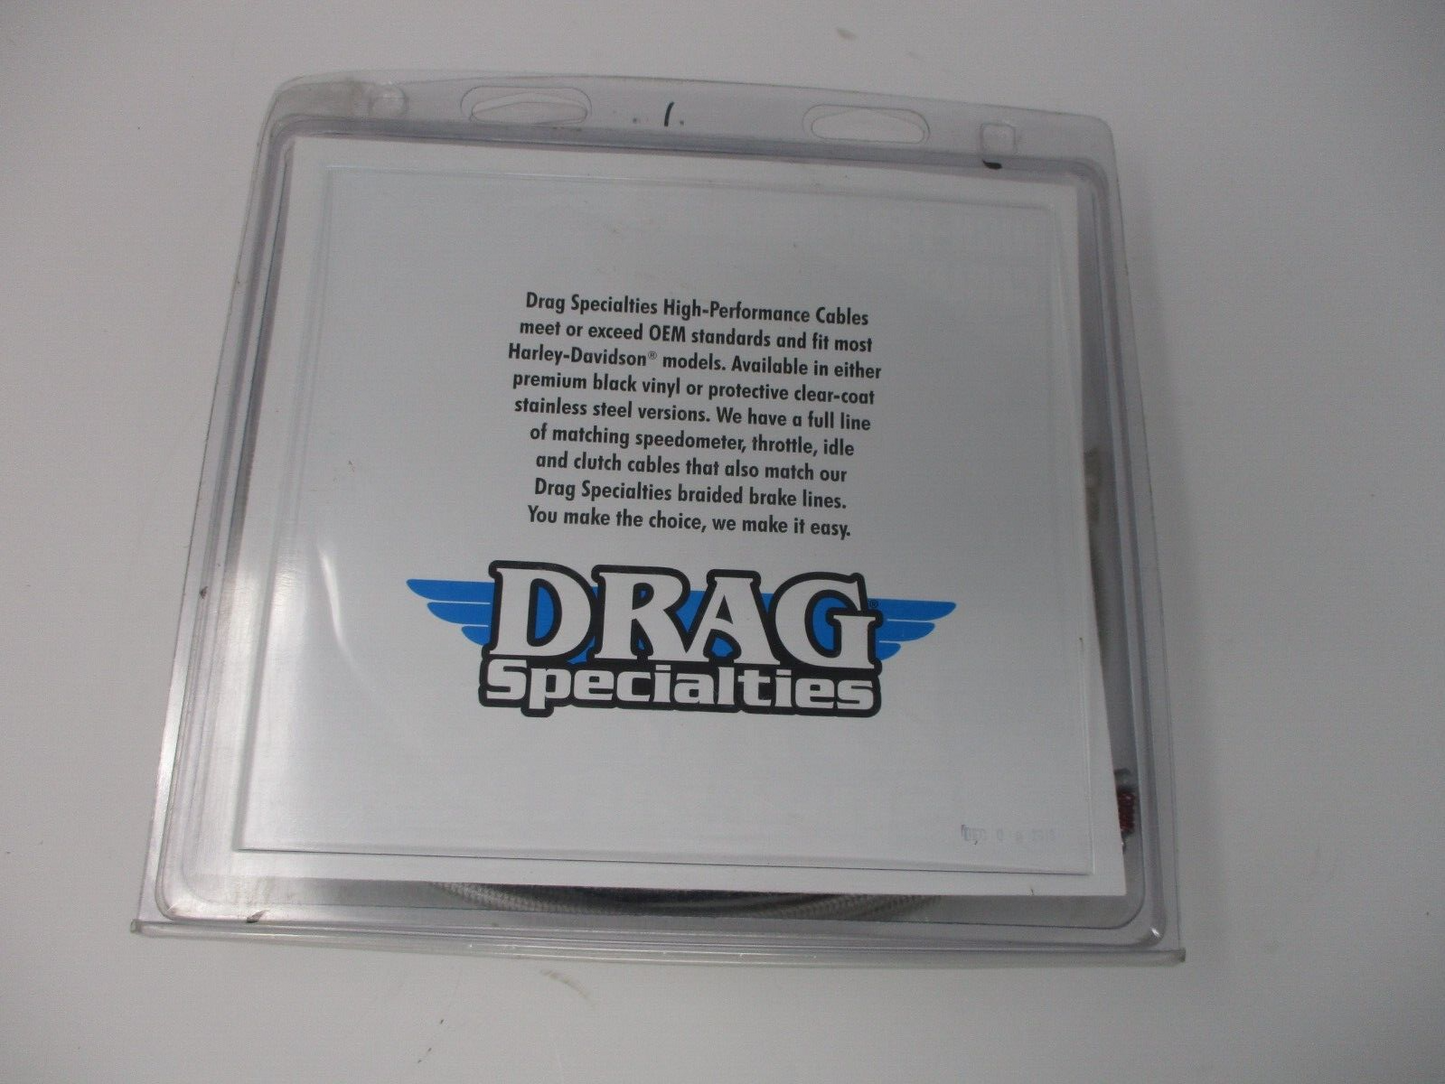 Drag Specialties High-Performance Cables
meet or exceed OEM standards and fit most
Harley-Davidson® models. Available in either
premium black vinyl or protective clear-coat
stainless steel versions. We have a full line
of matching speedometer, throttle, idle
and clutch cables that also match our
Drag Specialties braided brake lines.
You make the choice, we make it easy.
DRAG®
Specialties